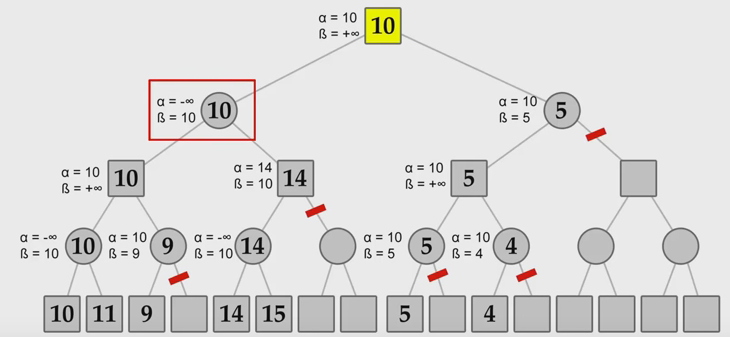 α = 10
ß = +∞
10
α = -∞
ß = 10
10
α = 10
ß = 5
5
α = 10
ß = +∞
10
α = 14
ß = 10
14
α = 10
ß = +∞
5
α = -∞
ß = 10
10
α = 10
ß = 9
9
α = -∞
ß = 10
14
α = 10
ß = 5
5
α = 10
ß = 4
4
10 11 9 14 15 5 4